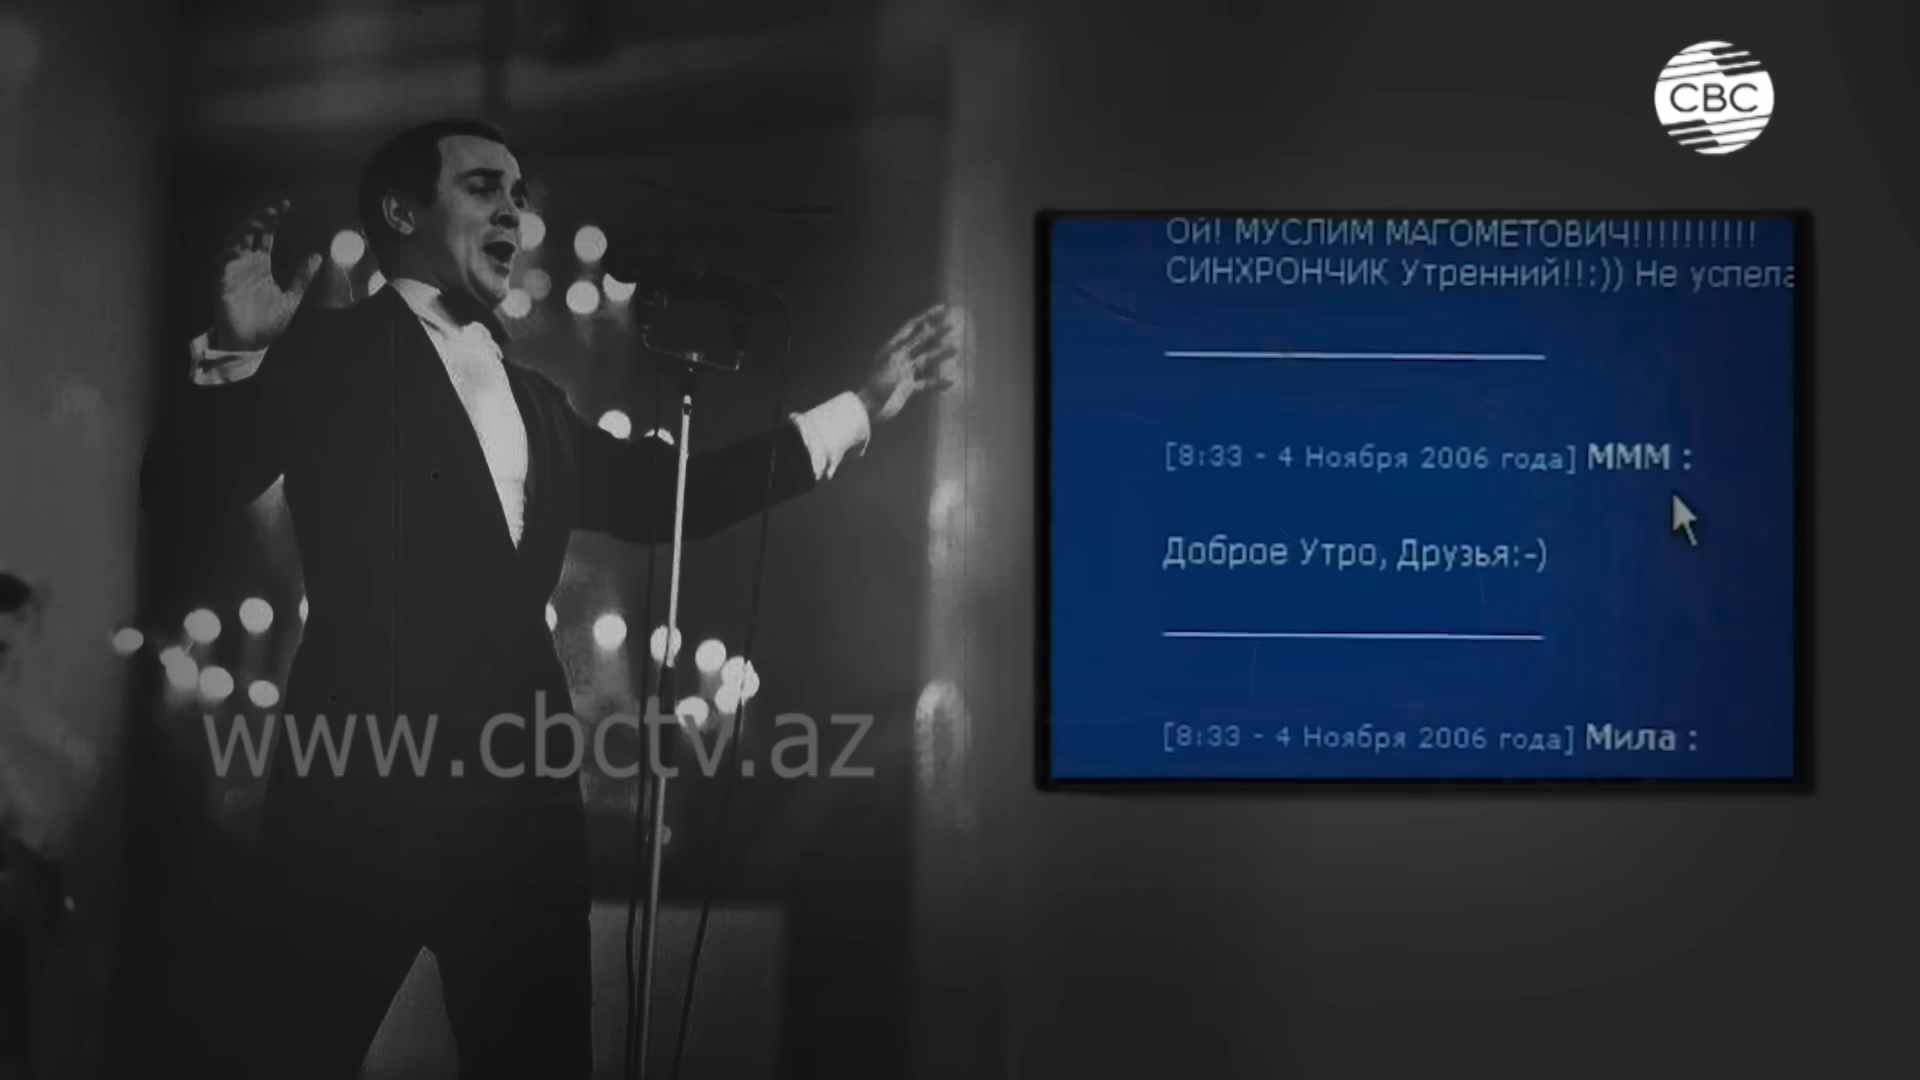 CBC
Ой! МУСЛИМ МАГОМЕТОВИЧ!!!!!!!!!!!
СИНХРОНЧИК Утренний!!:)) Не успела
[8:33 - 4 Ноября 2006 года] МММ :
Доброе Утро, Друзья:-)
[8:33 - 4 Ноября 2006 года] Мила :
www.cbctv.az